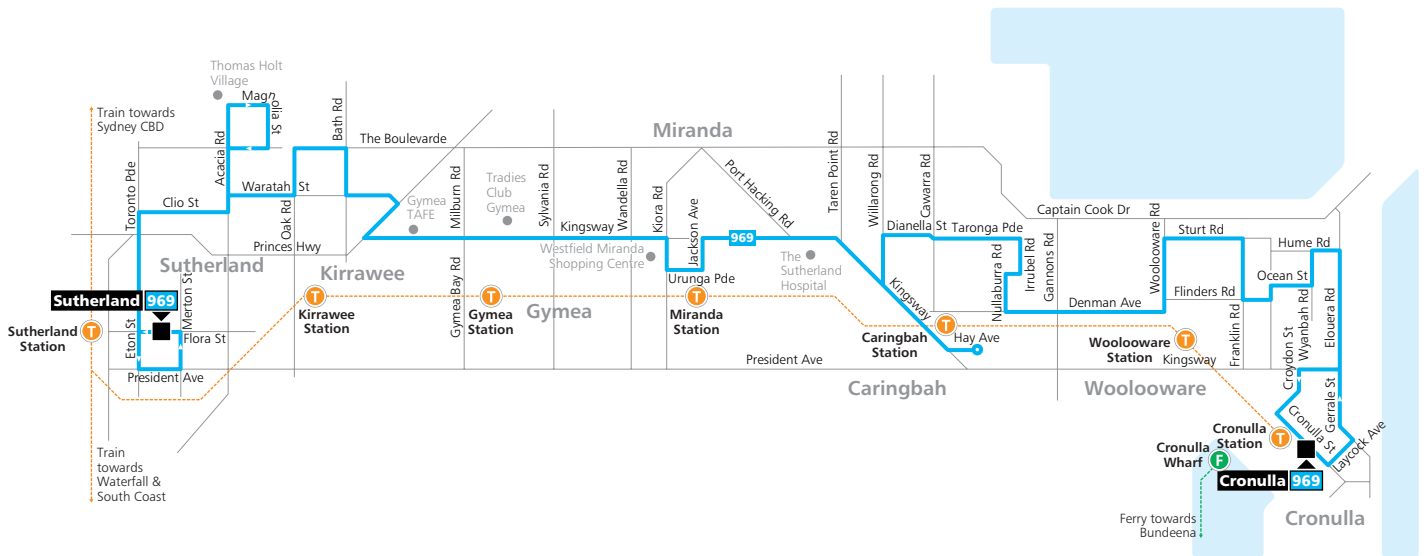 Thomas Holt
Village
Magnolia St
Train towards
Sydney CBD
Bath Rd
The Boulevarde
Miranda
Acacia Rd
Toronto Pde
Clio St
Waratah St
Oak Rd
Princes Hwy
Sutherland
Kirrawee
Gymea
TAFE
Milburn Rd
Tradies
Club
Gymea
Sylvania Rd
Kingsway
Wandella Rd
Kiora Rd
Jackson Ave
Port Hacking Rd
969
Westfield Miranda
Shopping Centre
Urunga Pde
The
Sutherland
Hospital
Taren Point Rd
Willarong Rd
Cawarra Rd
Dianella St
Taronga Pde
Captain Cook Dr
Woolooware Rd
Sturt Rd
Hume Rd
Ocean St
Flinders Rd
Nullaburra Rd
Irrubel Rd
Gannons Rd
Denman Ave
Kingsway
Sutherland 969
Merton St
Sutherland
Station
T
Eton St
Flora St
President Ave
T
Kirrawee
Station
Gymea Bay Rd
T
Gymea
Station
Gymea
T
Miranda
Station
President Ave
Caringbah
Station
T
Hay Ave
Caringbah
Woolooware
Station
T
Kingsway
Woolooware
Franklin Rd
Croydon St
Wyanbah Rd
Elouera Rd
Gerrale St
Cronulla St
Laycock Ave
Cronulla
Station
T
Cronulla
Wharf
F
Cronulla 969
Cronulla
Ferry towards
Bundeena
Train
towards
Waterfall &
South Coast